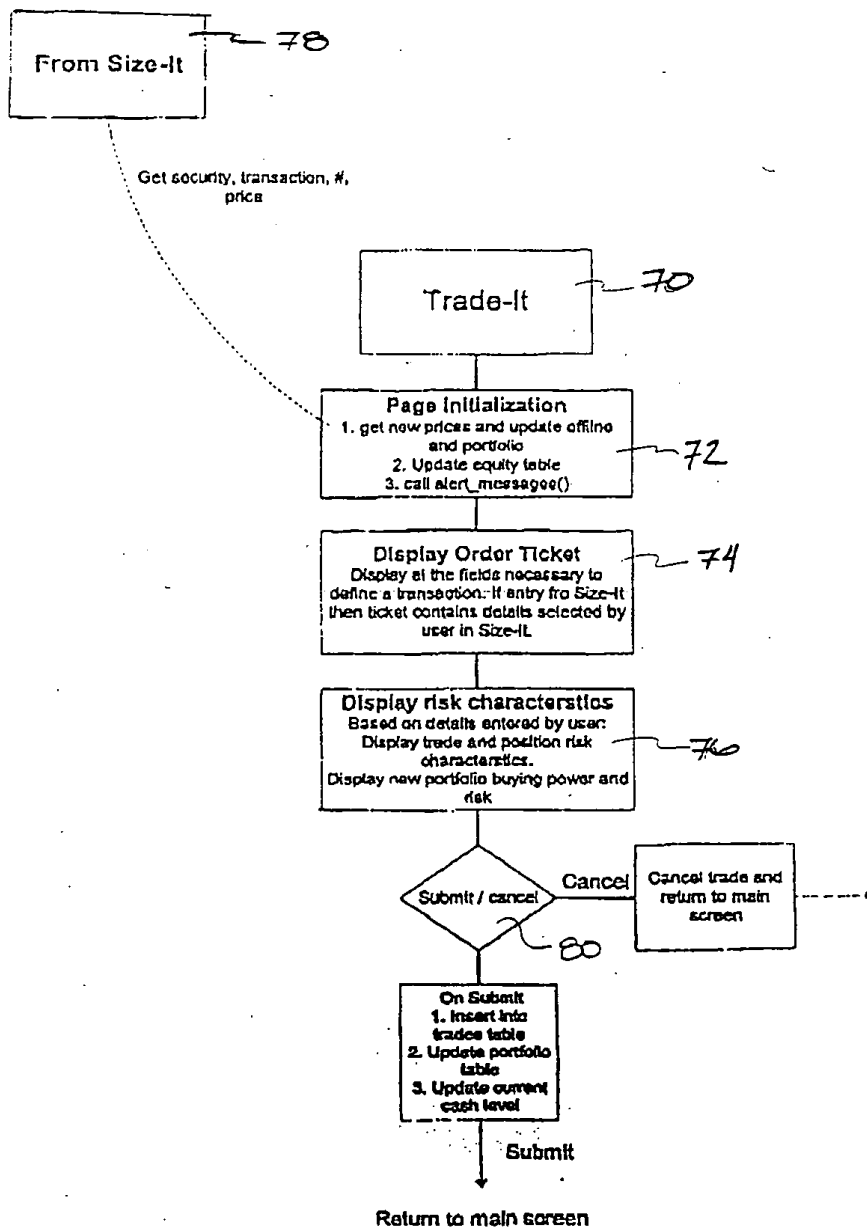 From Size-It
78
Get security, transaction, #,
price
Trade-It
70
Page Initialization
1. get new prices and update offline
and portfolio
2. Update equity table
3. call alert_messages()
72
Display Order Ticket
Display al the fields necessary to
define a transaction. If entry fro Size-It
then ticket contains details selected by
user in Size-It.
74
Display risk characterstics
Based on details entered by user:
Display trade and position risk
characterstics.
Display new portfolio buying power and
risk
76
Submit / cancel
80
Cancel
Cancel trade and
return to main
screen
On Submit
1. Insert into
trades table
2. Update portfolio
table
3. Update current
cash level
Submit
Return to main screen